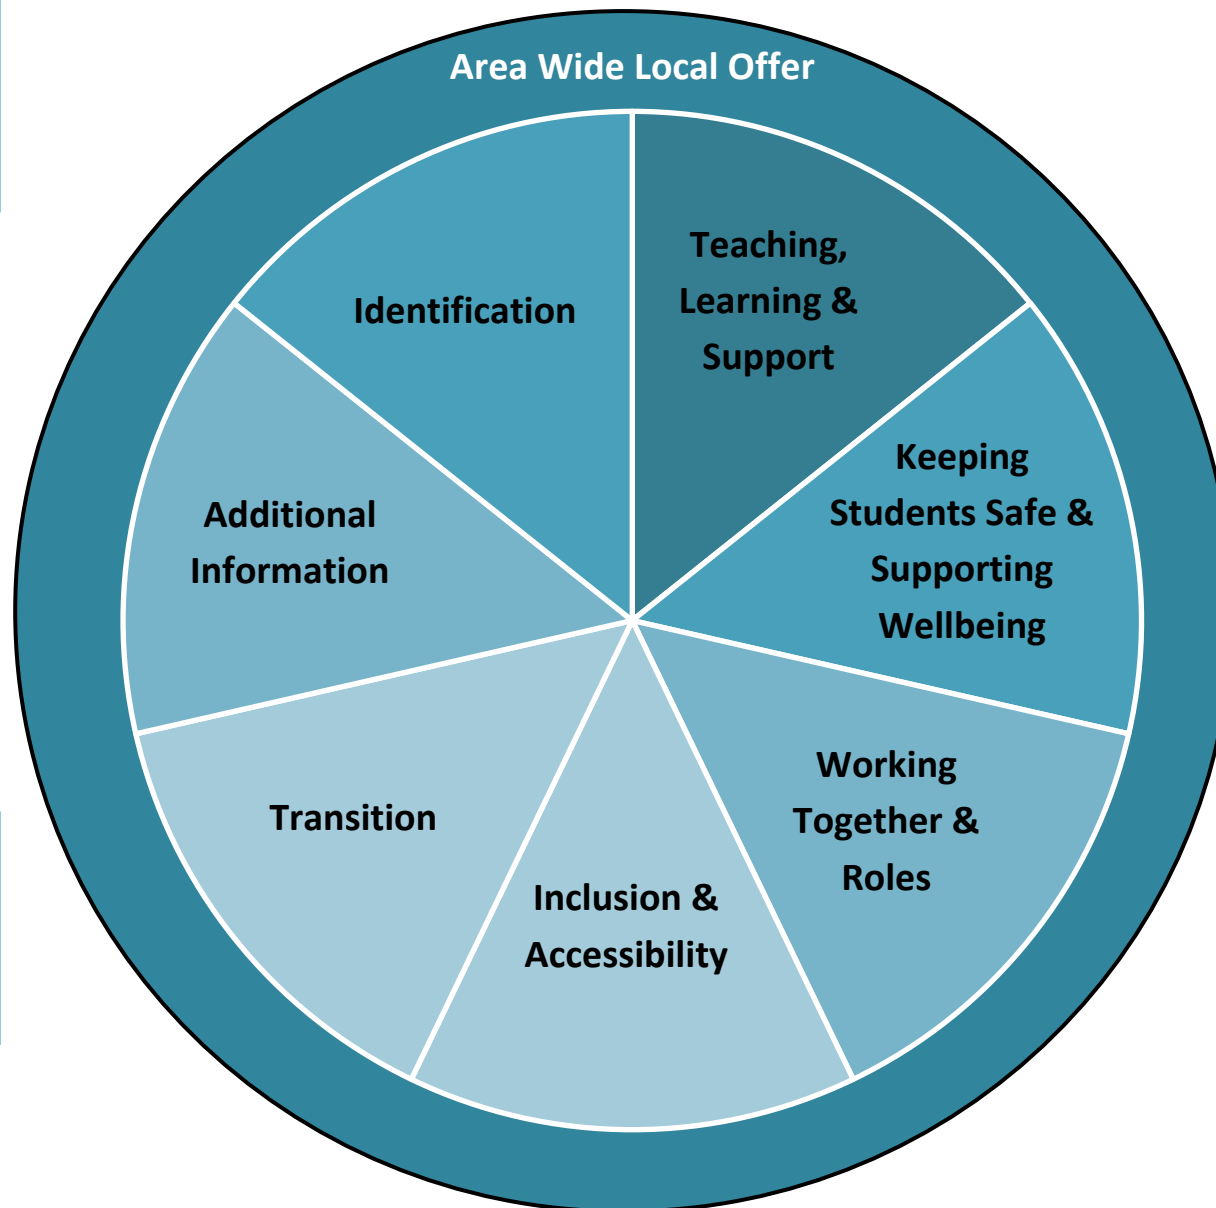 Area Wide Local Offer
Teaching,
Learning &
Support
Keeping
Students Safe &
Supporting
Wellbeing
Working
Together &
Roles
Inclusion &
Accessibility
Transition
Additional
Information
Identification